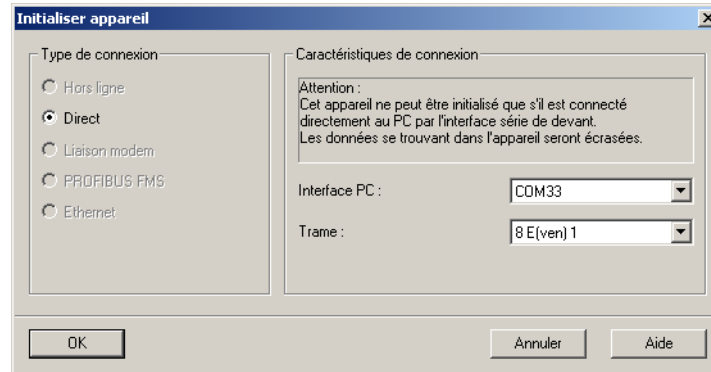 Initialiser appareil
Type de connexion
Hors ligne
Direct
Liaison modem
PROFIBUS FMS
Ethernet
Caractéristiques de connexion
Attention :
Cet appareil ne peut être initialisé que s'il est connecté
directement au PC par l'interface série de devant.
Les données se trouvant dans l'appareil seront écrasées.
Interface PC :
COM33
Trame :
8 E(ven) 1
OK
Annuler
Aide